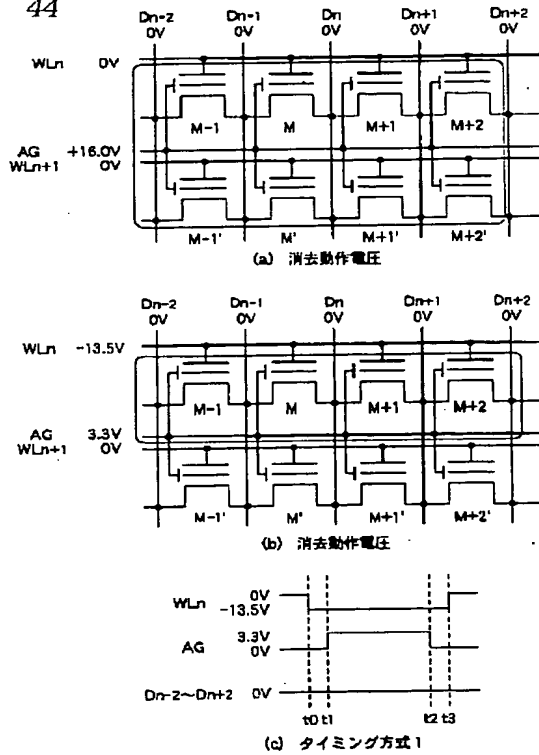 44
Dn-2 Dn-1 Dn Dn+1 Dn+2
0V 0V 0V 0V 0V
WLn 0V
M-1 M M+1 M+2
AG +16.0V
WLn+1 0V
M-1' M' M+1' M+2'
(a) 消去動作電圧
Dn-2 Dn-1 Dn Dn+1 Dn+2
0V 0V 0V 0V 0V
WLn -13.5V
M-1 M M+1 M+2
AG 3.3V
WLn+1 0V
M-1' M' M+1' M+2'
(b) 消去動作電圧
WLn 0V
-13.5V
AG 3.3V
0V
Dn-2～Dn+2 0V
t0 t1 t2 t3
(c) タイミング方式1